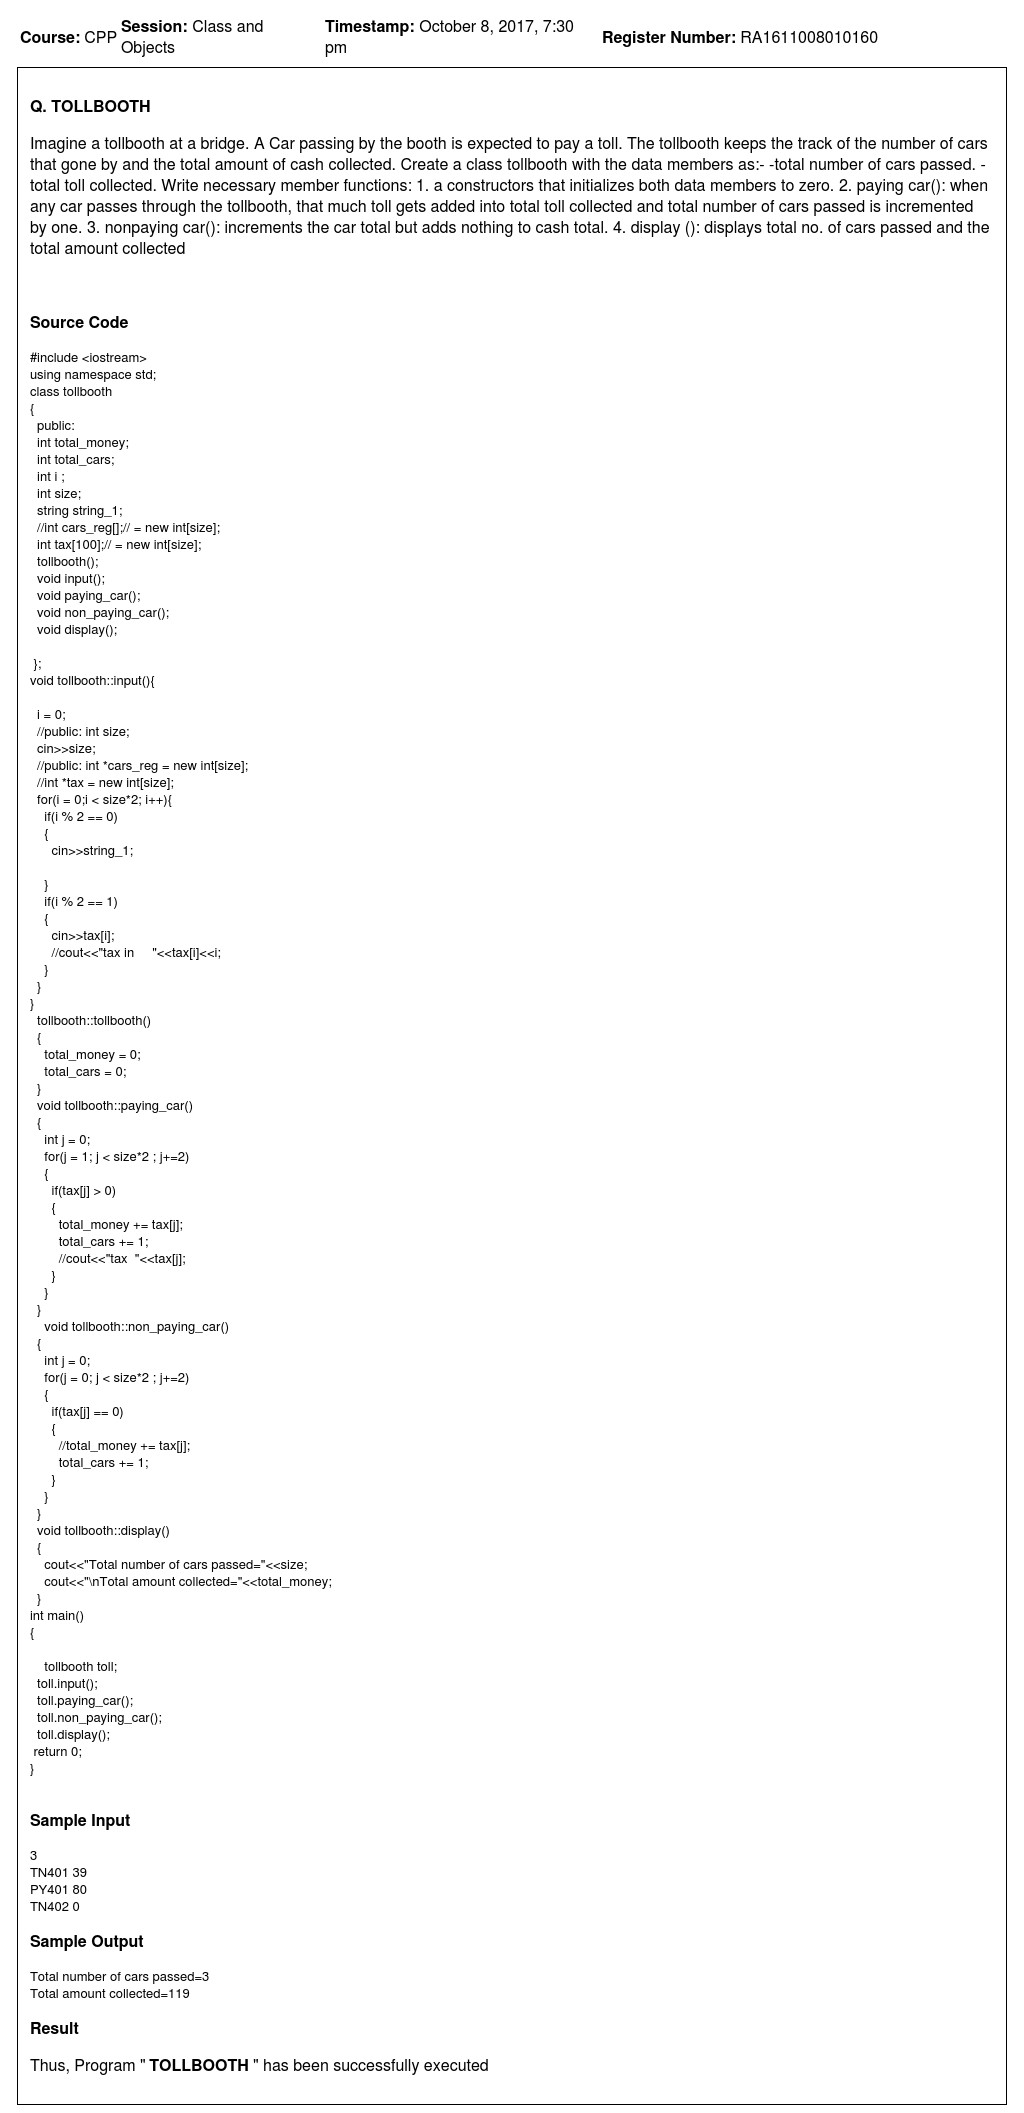 Course: CPP Session: Class and Objects Timestamp: October 8, 2017, 7:30 pm Register Number: RA1611008010160
Q. TOLLBOOTH
Imagine a tollbooth at a bridge. A Car passing by the booth is expected to pay a toll. The tollbooth keeps the track of the number of cars
that gone by and the total amount of cash collected. Create a class tollbooth with the data members as:- -total number of cars passed. -
total toll collected. Write necessary member functions: 1. a constructors that initializes both data members to zero. 2. paying car(): when
any car passes through the tollbooth, that much toll gets added into total toll collected and total number of cars passed is incremented
by one. 3. nonpaying car(): increments the car total but adds nothing to cash total. 4. display (): displays total no. of cars passed and the
total amount collected
Source Code
#include <iostream>
using namespace std;
class tollbooth
{
  public:
  int total_money;
  int total_cars;
  int i ;
  int size;
  string string_1;
  //int cars_reg[];// = new int[size];
  int tax[100];// = new int[size];
  tollbooth();
  void input();
  void paying_car();
  void non_paying_car();
  void display();
 };
void tollbooth::input(){
  i = 0;
  //public: int size;
  cin>>size;
  //public: int *cars_reg = new int[size];
  //int *tax = new int[size];
  for(i = 0;i < size*2; i++){
    if(i % 2 == 0)
    {
      cin>>string_1;
    }
    if(i % 2 == 1)
    {
      cin>>tax[i];
      //cout<<"tax in     "<<tax[i]<<i;
    }
  }
}
  tollbooth::tollbooth()
  {
    total_money = 0;
    total_cars = 0;
  }
  void tollbooth::paying_car()
  {
    int j = 0;
    for(j = 1; j < size*2 ; j+=2)
    {
      if(tax[j] > 0)
      {
        total_money += tax[j];
        total_cars += 1;
        //cout<<"tax  "<<tax[j];
      }
    }
  }
    void tollbooth::non_paying_car()
  {
    int j = 0;
    for(j = 0; j < size*2 ; j+=2)
    {
      if(tax[j] == 0)
      {
        //total_money += tax[j];
        total_cars += 1;
      }
    }
  }
  void tollbooth::display()
  {
    cout<<"Total number of cars passed="<<size;
    cout<<"\nTotal amount collected="<<total_money;
  }
int main()
{
    tollbooth toll;
  toll.input();
  toll.paying_car();
  toll.non_paying_car();
  toll.display();
 return 0;
}
Sample Input
3
TN401 39
PY401 80
TN402 0
Sample Output
Total number of cars passed=3
Total amount collected=119
Result
Thus, Program " TOLLBOOTH " has been successfully executed